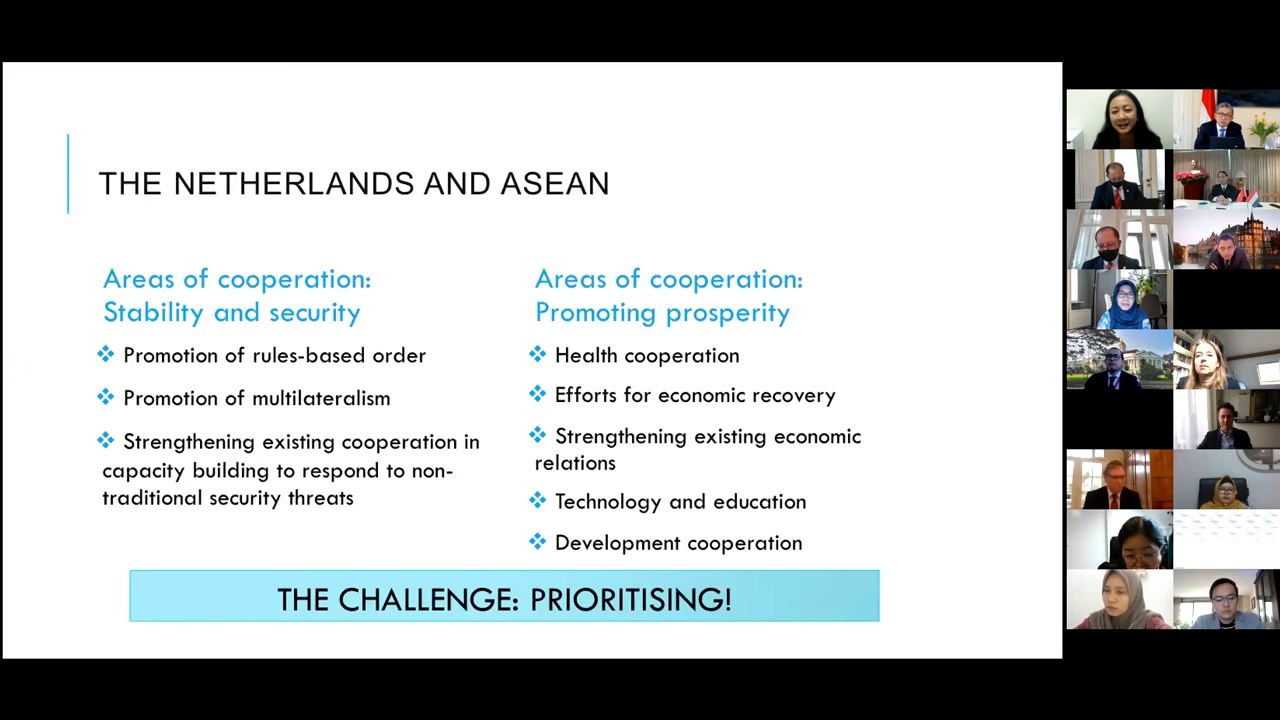 THE NETHERLANDS AND ASEAN
Areas of cooperation:
Stability and security
❖ Promotion of rules-based order
❖ Promotion of multilateralism
❖ Strengthening existing cooperation in
capacity building to respond to non-
traditional security threats
Areas of cooperation:
Promoting prosperity
❖ Health cooperation
❖ Efforts for economic recovery
❖ Strengthening existing economic
relations
❖ Technology and education
❖ Development cooperation
THE CHALLENGE: PRIORITISING!